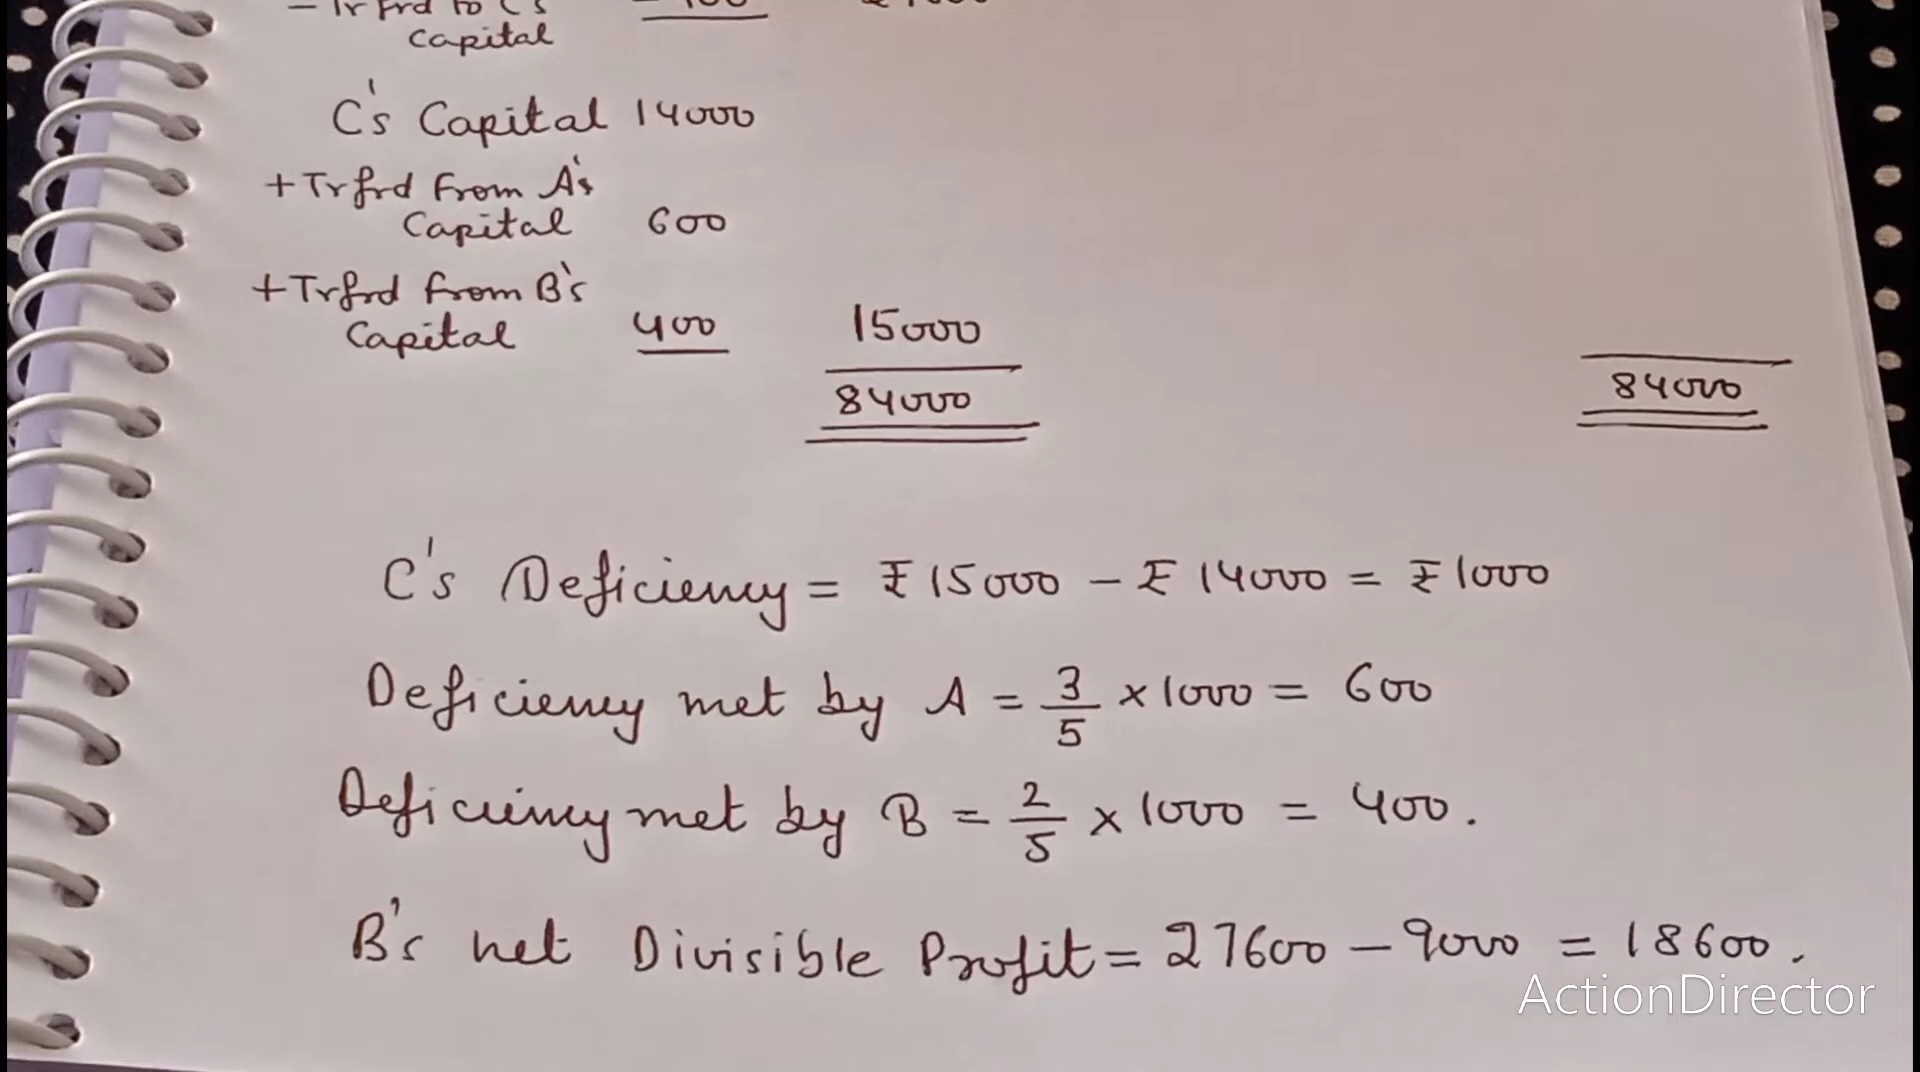 - Trfrd to C's
Capital
C's Capital 14000
+Trfrd From A's
Capital 600
+Trfrd from B's
Capital 400 15000
84000 84000
C's Deficiency = ₹15000 - ₹14000 = ₹1000
Deficiency met by A = 3/5 × 1000 = 600
Deficiency met by B = 2/5 × 1000 = 400.
B's net Divisible Profit = 27600 - 9000 = 18600.
ActionDirector